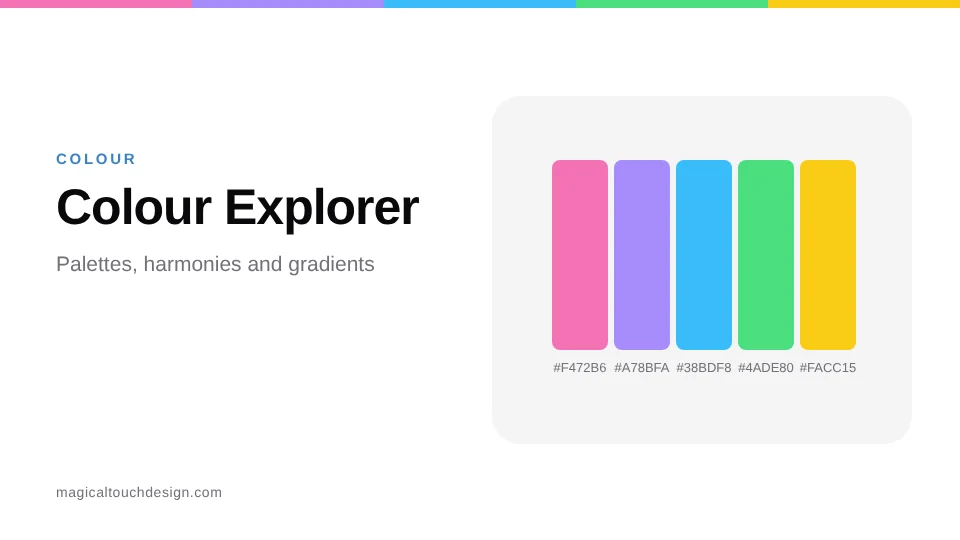 COLOUR
Colour Explorer
Palettes, harmonies and gradients
#F472B6 #A78BFA #38BDF8 #4ADE80 #FACC15
magicaltouchdesign.com